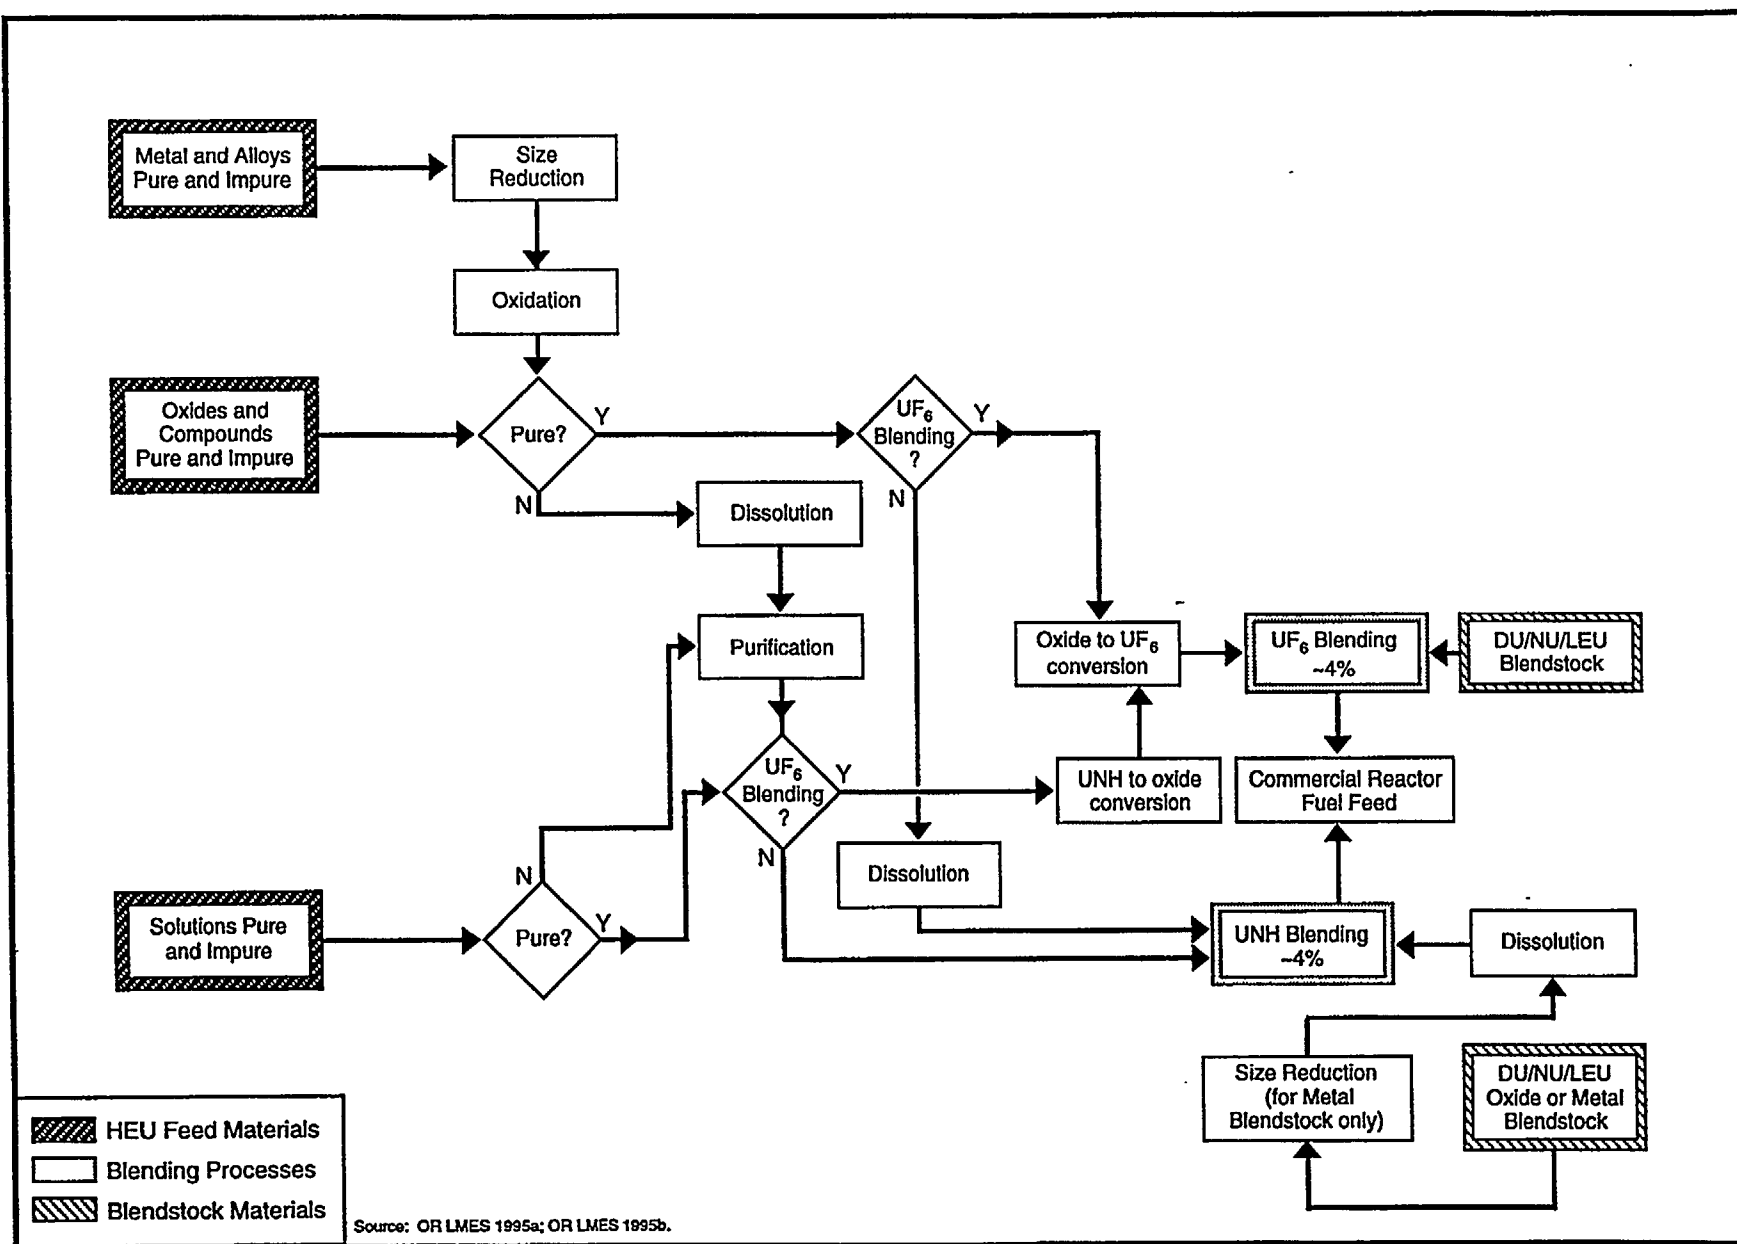 Metal and Alloys
Pure and Impure
Size
Reduction
Oxidation
Oxides and
Compounds
Pure and Impure
Pure?
Y
N
UF6
Blending
?
Y
N
Dissolution
Purification
Oxide to UF6
conversion
UF6 Blending
~4%
DU/NU/LEU
Blendstock
UF6
Blending
?
Y
N
UNH to oxide
conversion
Commercial Reactor
Fuel Feed
Dissolution
Solutions Pure
and Impure
N
Pure?
Y
UNH Blending
~4%
Dissolution
Size Reduction
(for Metal
Blendstock only)
DU/NU/LEU
Oxide or Metal
Blendstock
HEU Feed Materials
Blending Processes
Blendstock Materials
Source: OR LMES 1995a; OR LMES 1995b.